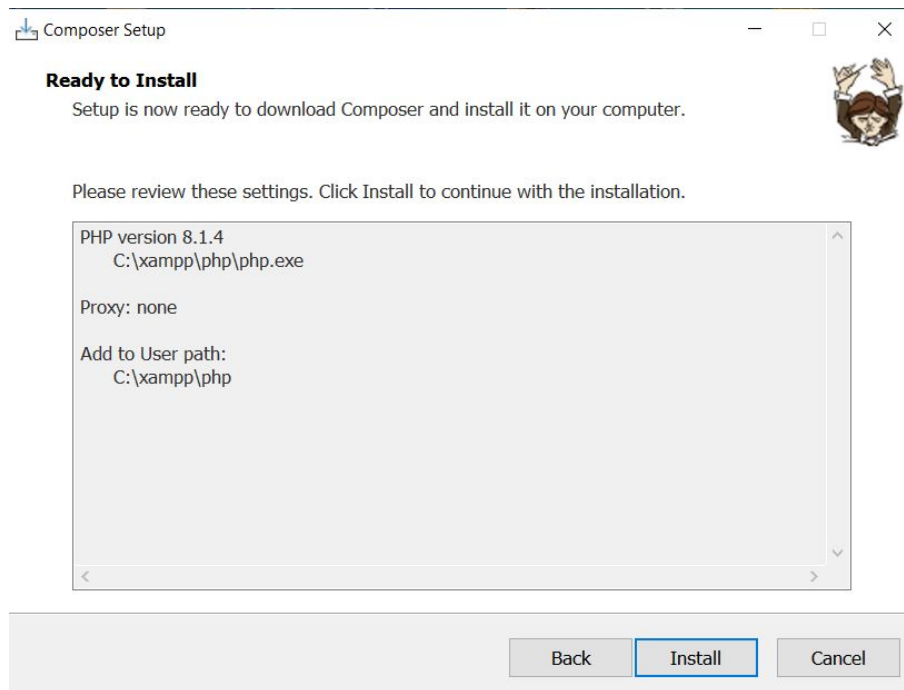 Composer Setup
Ready to Install
Setup is now ready to download Composer and install it on your computer.
Please review these settings. Click Install to continue with the installation.
PHP version 8.1.4
C:\xampp\php\php.exe
Proxy: none
Add to User path:
C:\xampp\php
Back Install Cancel